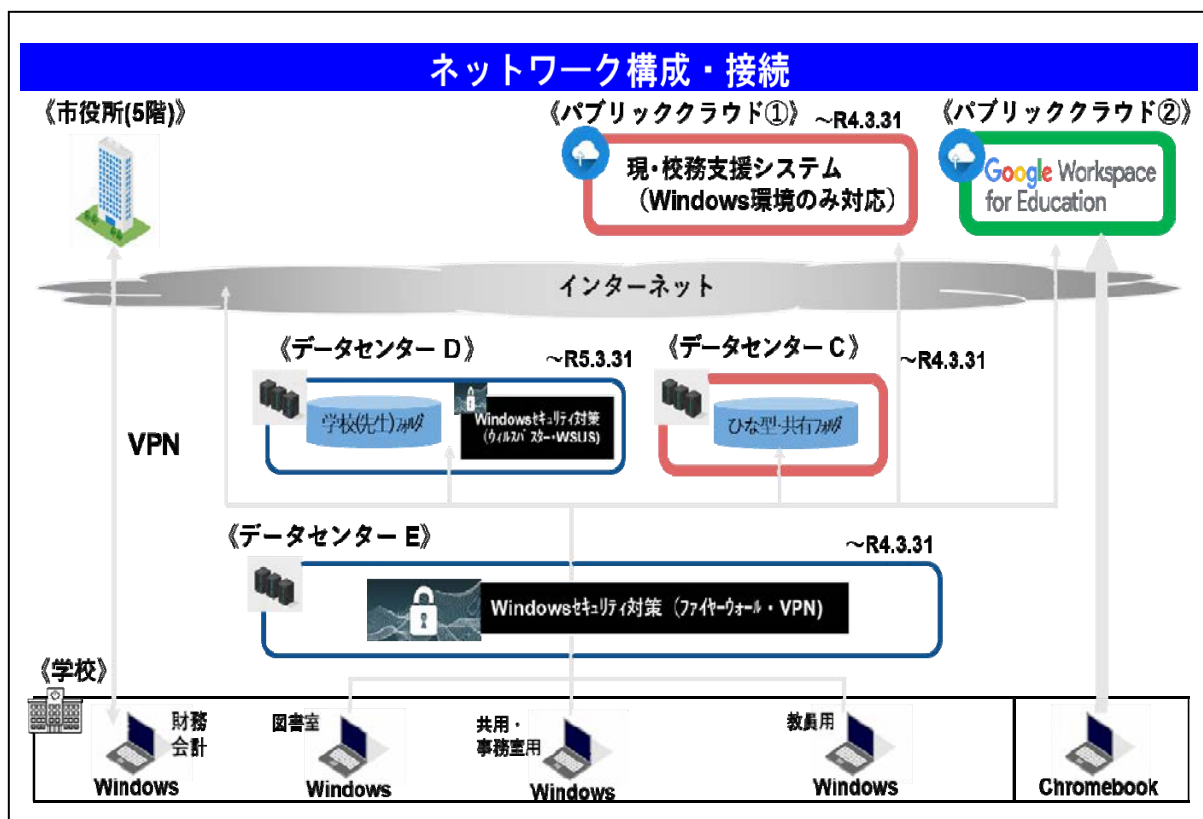 ネットワーク構成・接続
《市役所(5階)》
《パブリッククラウド①》
～R4.3.31
《パブリッククラウド②》
現・校務支援システム
（Windows環境のみ対応）
Google Workspace
for Education
インターネット
《データセンター D》
～R5.3.31
《データセンター C》
～R4.3.31
学校(先生)フォルダ
Windowsセキュリティ対策
(ウィルスバスター・WSUS)
ひな型・共有フォルダ
VPN
《データセンター E》
～R4.3.31
Windowsセキュリティ対策（ファイヤーウォール・VPN)
《学校》
財務
会計
図書室
共用・
事務室用
教員用
Windows
Windows
Windows
Windows
Chromebook